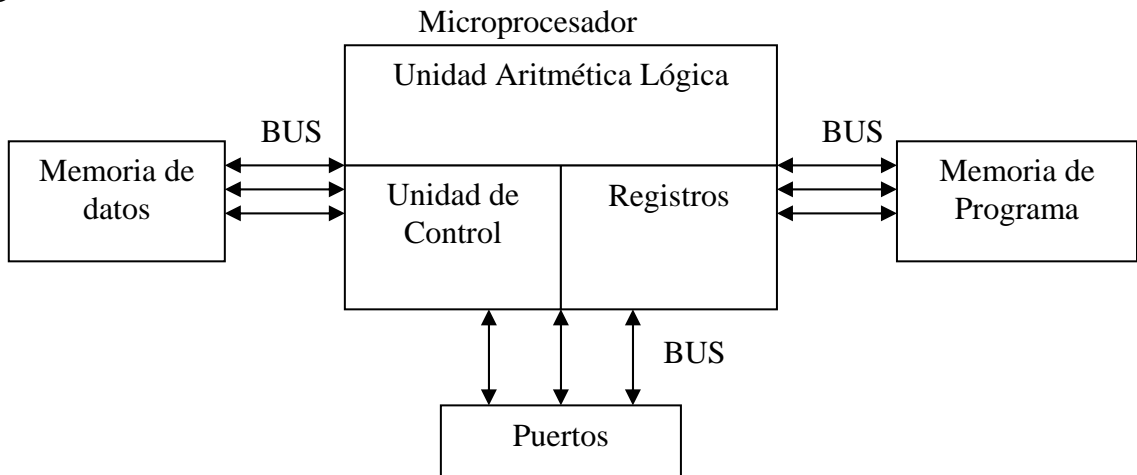 Microprocesador
Unidad Aritmética Lógica
BUS
BUS
Memoria de
datos
Unidad de
Control
Registros
Memoria de
Programa
BUS
Puertos